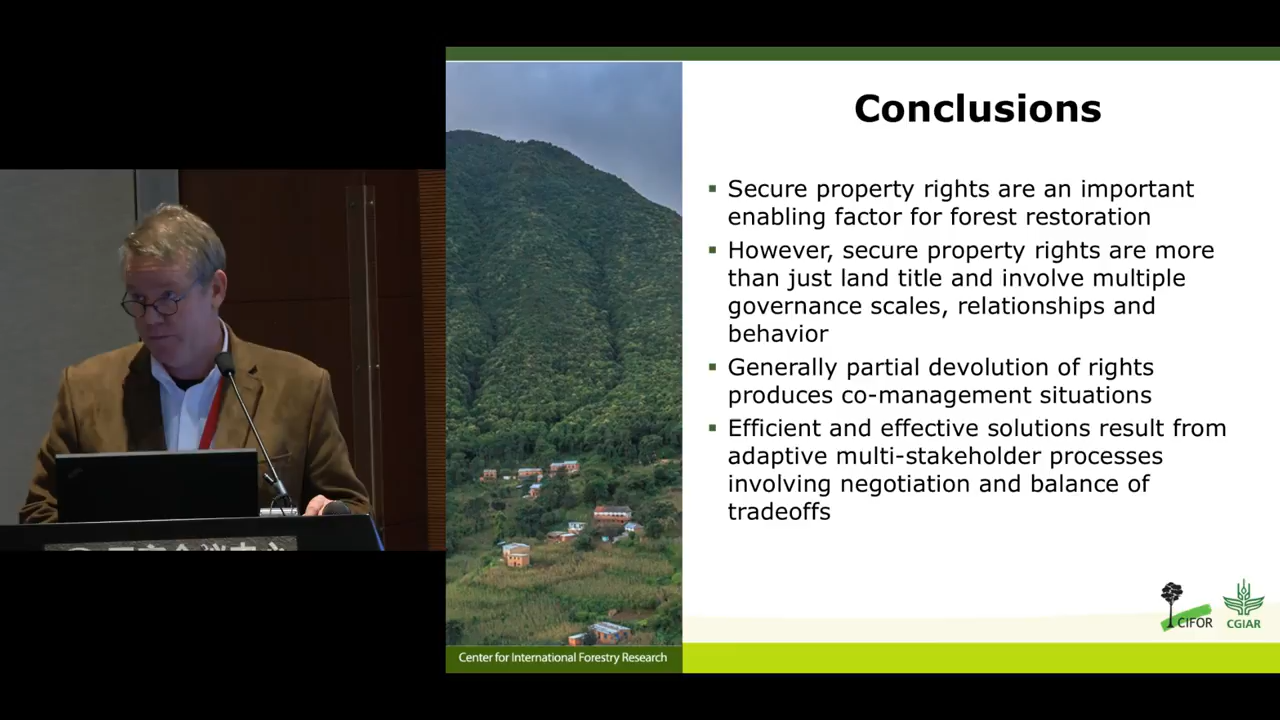 Conclusions
▪ Secure property rights are an important
enabling factor for forest restoration
▪ However, secure property rights are more
than just land title and involve multiple
governance scales, relationships and
behavior
▪ Generally partial devolution of rights
produces co-management situations
▪ Efficient and effective solutions result from
adaptive multi-stakeholder processes
involving negotiation and balance of
tradeoffs
CIFOR
CGIAR
Center for International Forestry Research